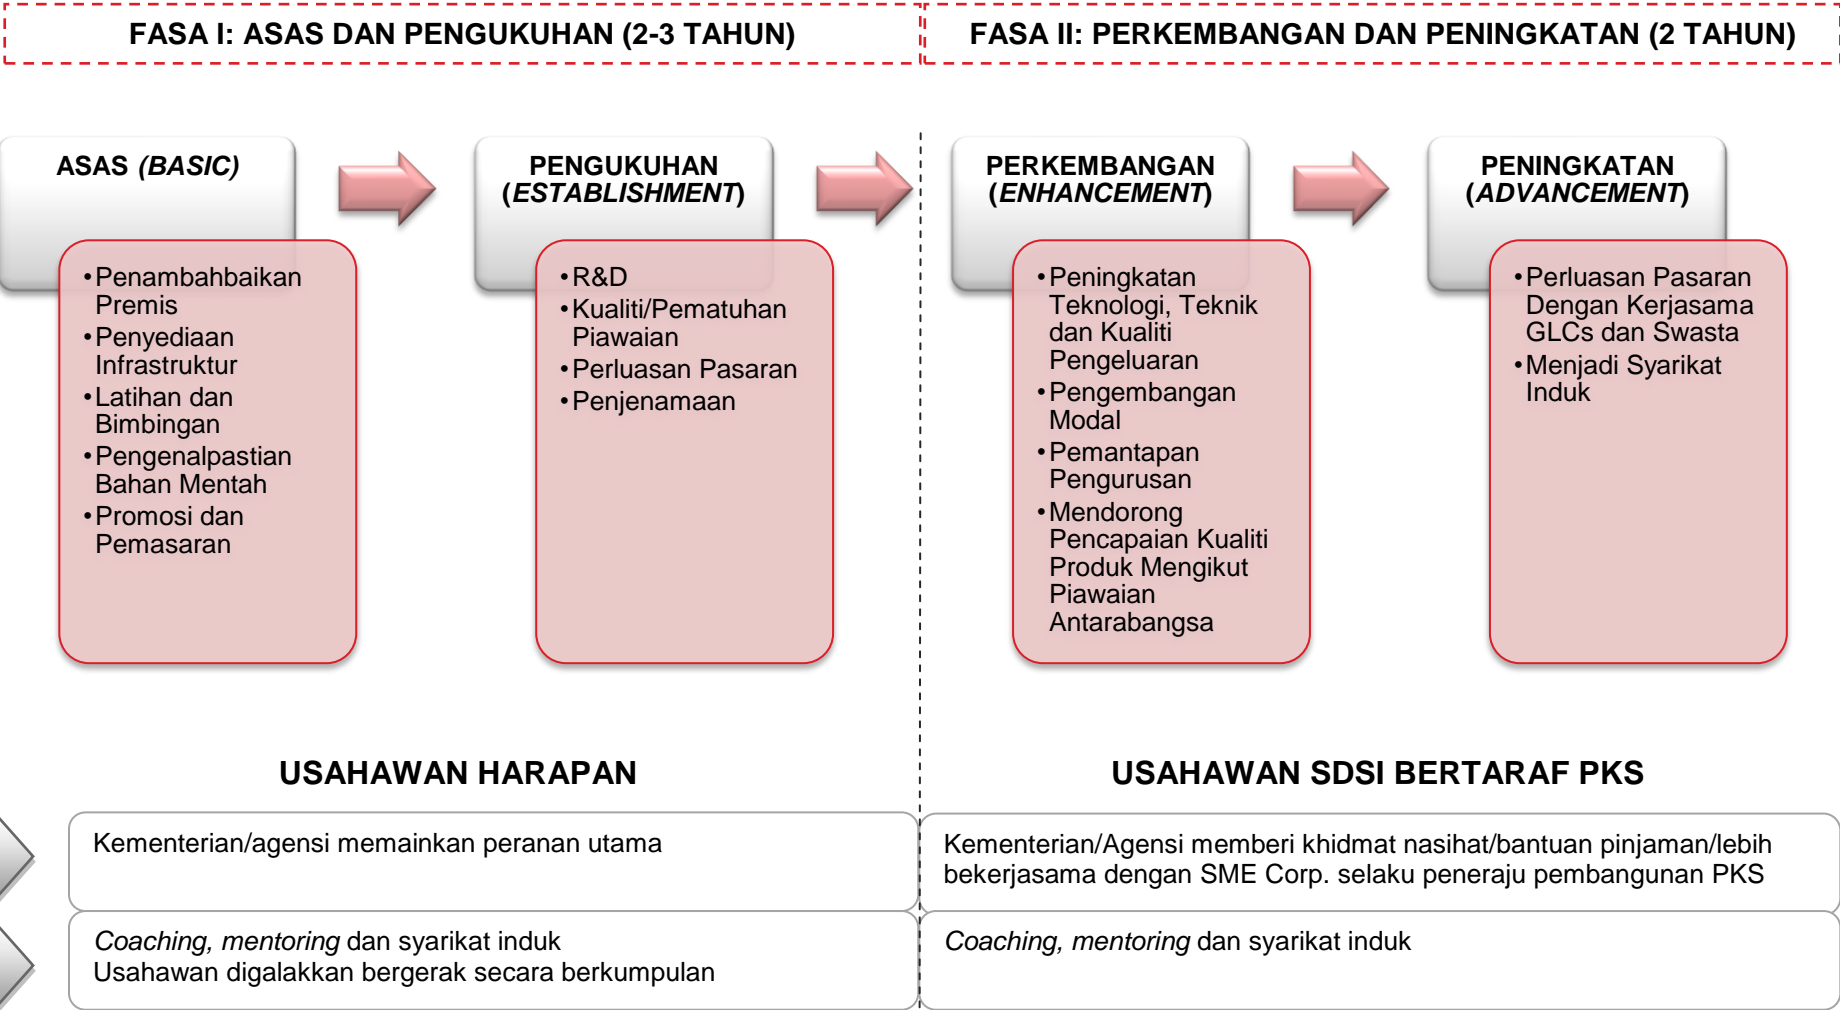 FASA I: ASAS DAN PENGUKUHAN (2-3 TAHUN)
FASA II: PERKEMBANGAN DAN PENINGKATAN (2 TAHUN)
ASAS (BASIC)
•Penambahbaikan
Premis
•Penyediaan
Infrastruktur
•Latihan dan
Bimbingan
•Pengenalpastian
Bahan Mentah
•Promosi dan
Pemasaran
PENGUKUHAN
(ESTABLISHMENT)
•R&D
•Kualiti/Pematuhan
Piawaian
•Perluasan Pasaran
•Penjenamaan
PERKEMBANGAN
(ENHANCEMENT)
•Peningkatan
Teknologi, Teknik
dan Kualiti
Pengeluaran
•Pengembangan
Modal
•Pemantapan
Pengurusan
•Mendorong
Pencapaian Kualiti
Produk Mengikut
Piawaian
Antarabangsa
PENINGKATAN
(ADVANCEMENT)
•Perluasan Pasaran
Dengan Kerjasama
GLCs dan Swasta
•Menjadi Syarikat
Induk
USAHAWAN HARAPAN
USAHAWAN SDSI BERTARAF PKS
Kementerian/agensi memainkan peranan utama
Kementerian/Agensi memberi khidmat nasihat/bantuan pinjaman/lebih
bekerjasama dengan SME Corp. selaku peneraju pembangunan PKS
Coaching, mentoring dan syarikat induk
Usahawan digalakkan bergerak secara berkumpulan
Coaching, mentoring dan syarikat induk